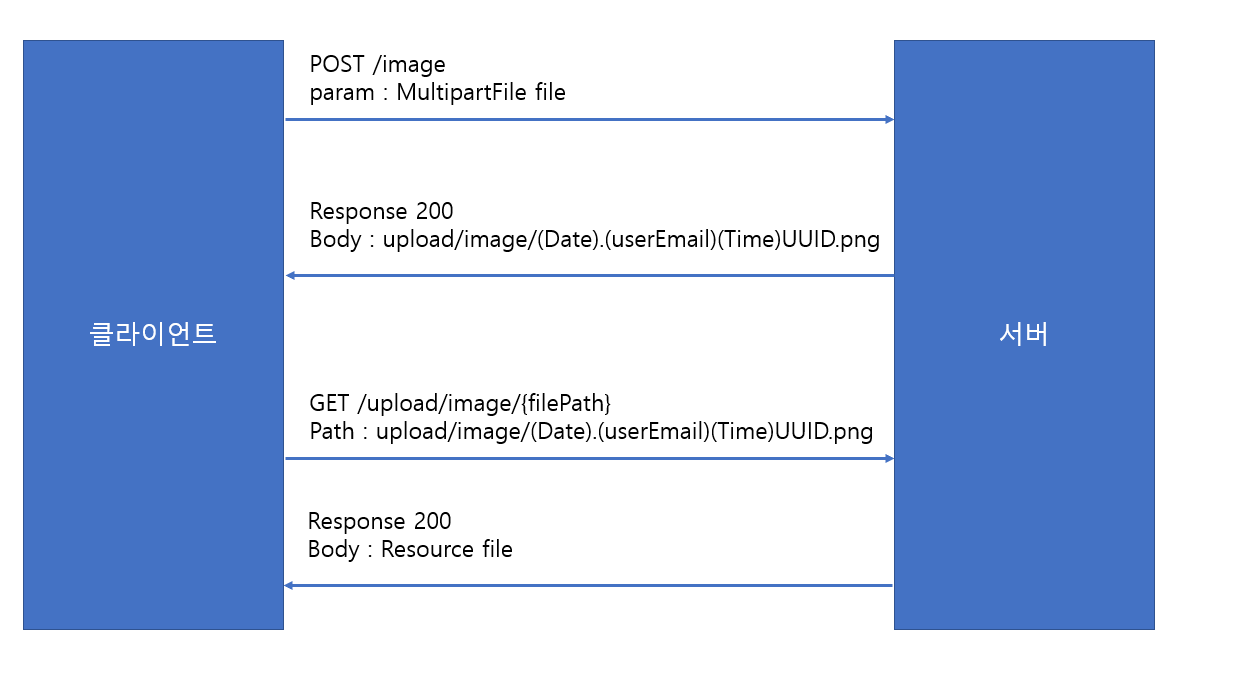 POST /image
param : MultipartFile file
Response 200
Body : upload/image/(Date).(userEmail)(Time)UUID.png
클라이언트
서버
GET /upload/image/{filePath}
Path : upload/image/(Date).(userEmail)(Time)UUID.png
Response 200
Body : Resource file